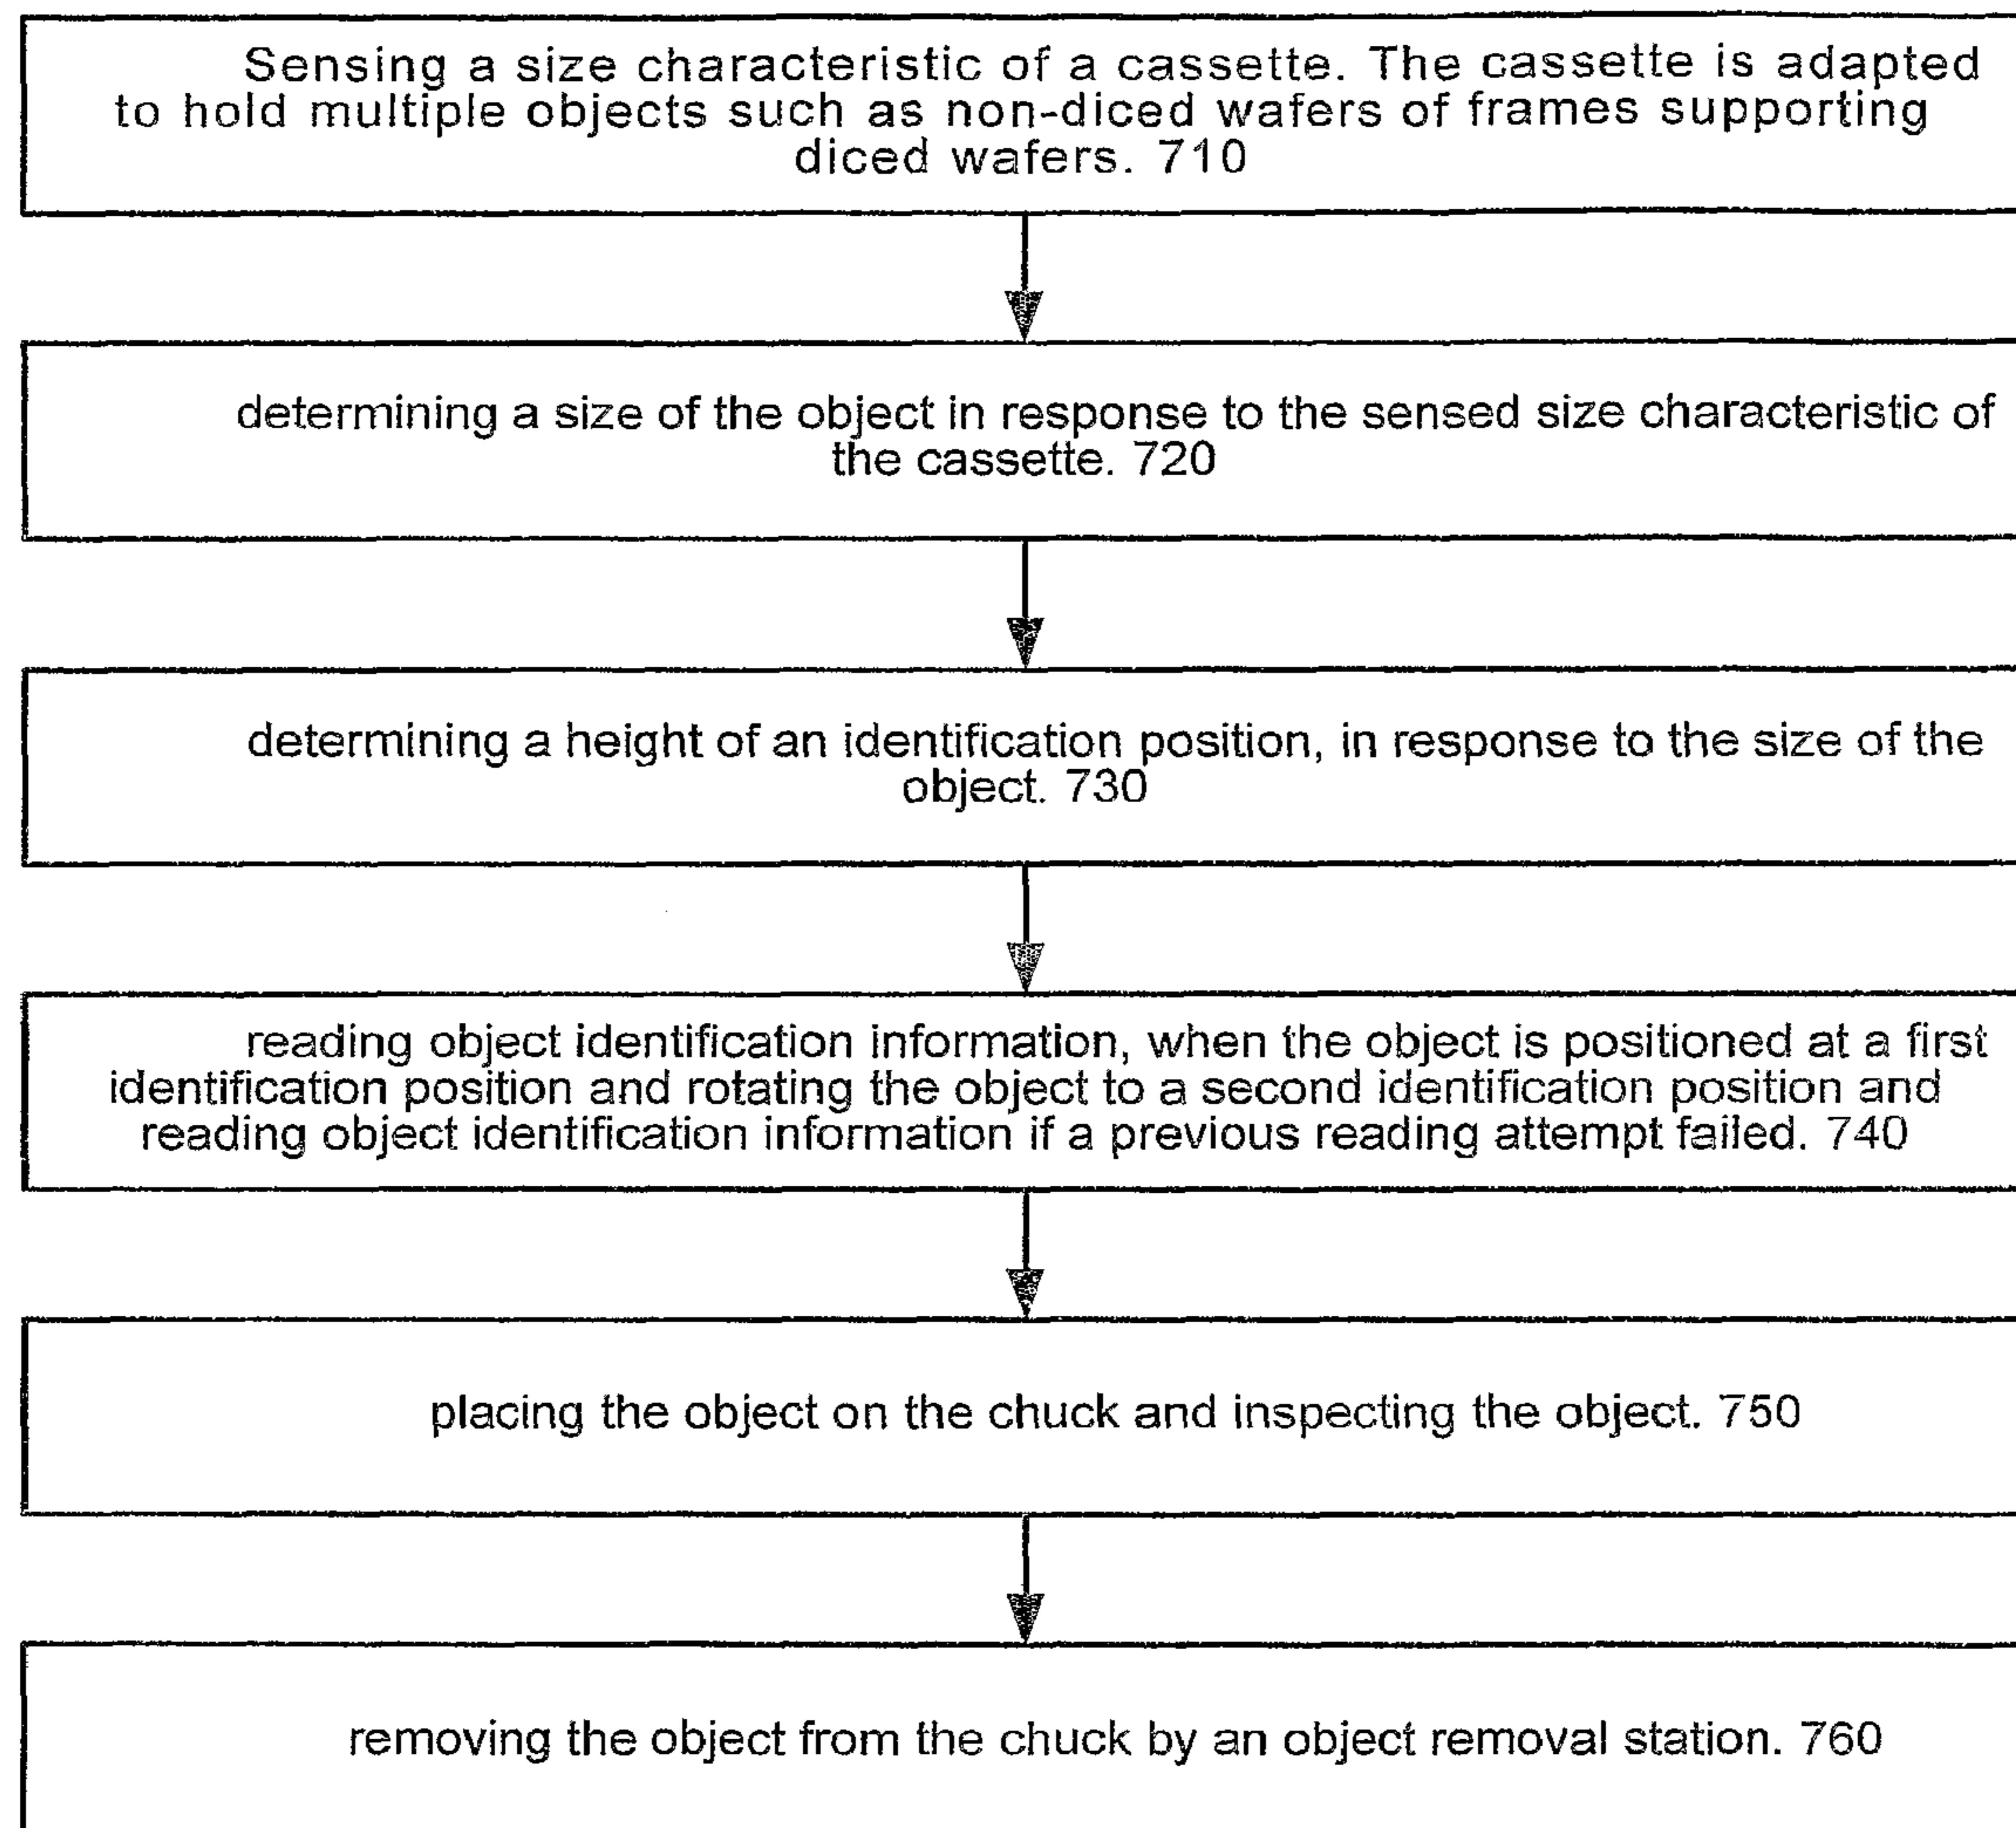 Sensing a size characteristic of a cassette. The cassette is adapted
to hold multiple objects such as non-diced wafers of frames supporting
diced wafers. 710
determining a size of the object in response to the sensed size characteristic of
the cassette. 720
determining a height of an identification position, in response to the size of the
object. 730
reading object identification information, when the object is positioned at a first
identification position and rotating the object to a second identification position and
reading object identification information if a previous reading attempt failed. 740
placing the object on the chuck and inspecting the object. 750
removing the object from the chuck by an object removal station. 760